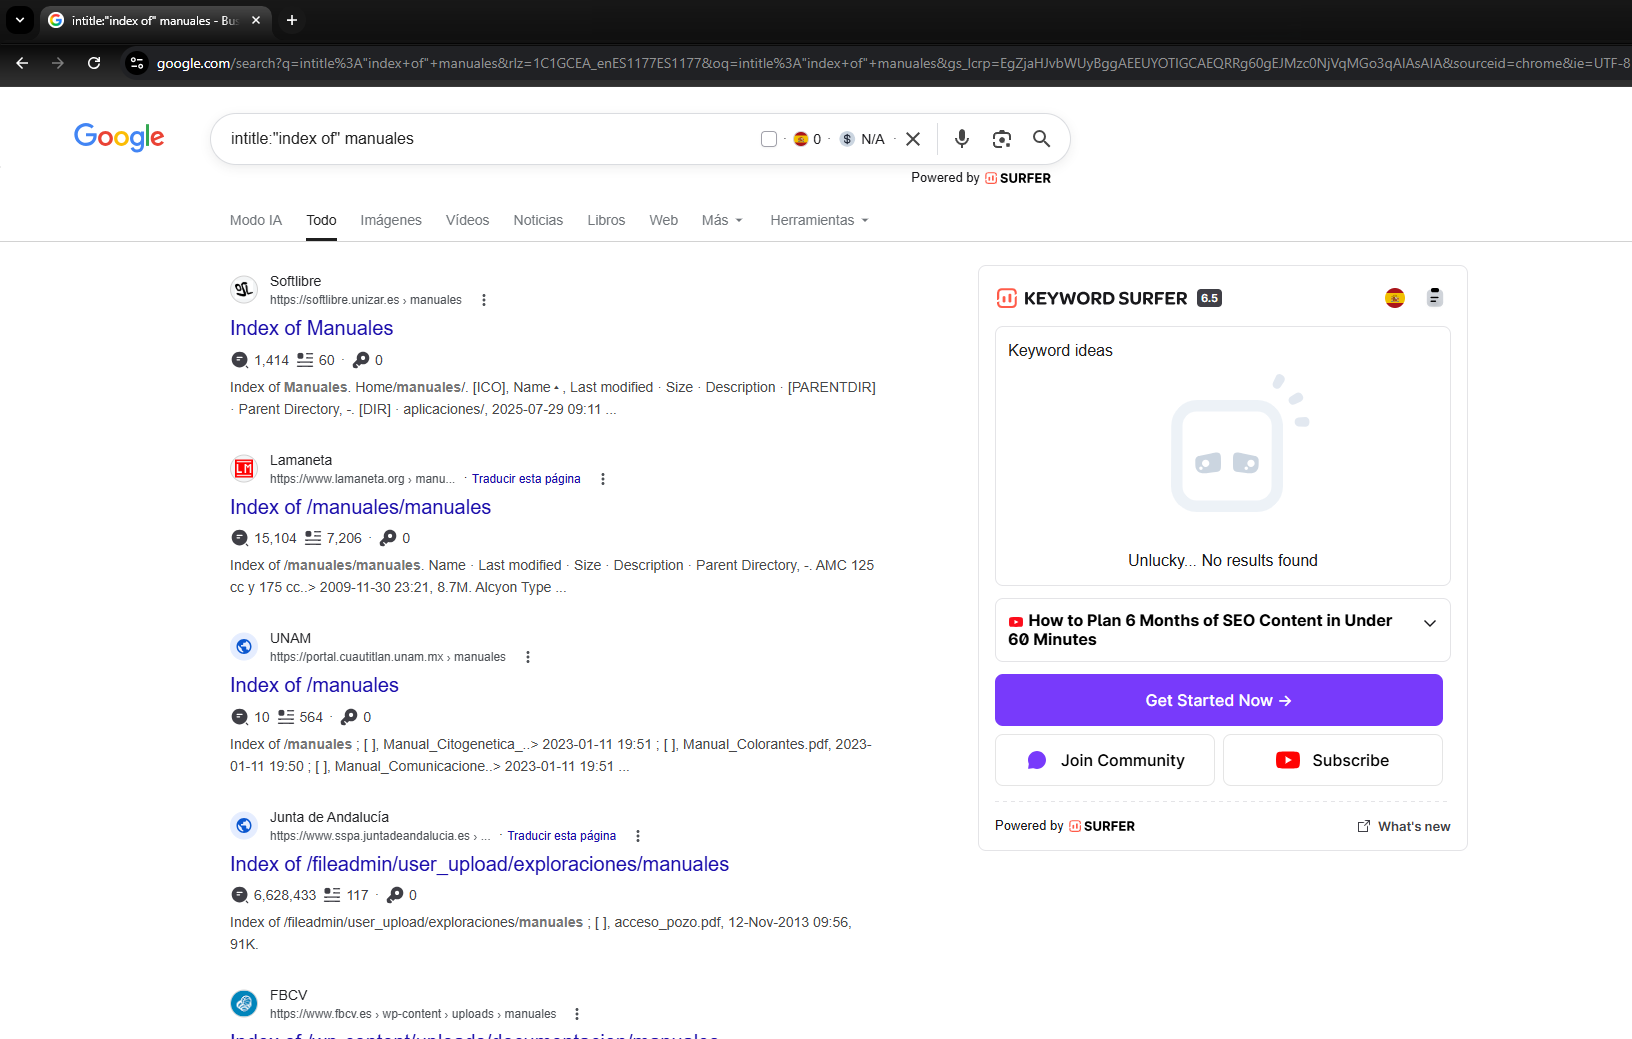 intitle:"index of" manuales - Bus
google.com/search?q=intitle%3A"index+of"+manuales&rlz=1C1GCEA_enES1177ES1177&oq=intitle%3A"index+of"+manuales&gs_lcrp=EgZjaHJvbWUyBggAEEUYOTIGCAEQRRg60gEJMzc0NjVqMGo3qAIAsAIA&sourceid=chrome&ie=UTF-8
Google
intitle:"index of" manuales
0 · $ N/A
Powered by SURFER
Modo IA Todo Imágenes Vídeos Noticias Libros Web Más Herramientas
Softlibre
https://softlibre.unizar.es › manuales
Index of Manuales
1,414 60 · 0
Index of Manuales. Home/manuales/. [ICO], Name ▴ , Last modified · Size · Description · [PARENTDIR]
· Parent Directory, -. [DIR] · aplicaciones/, 2025-07-29 09:11 ...
Lamaneta
https://www.lamaneta.org › manu... · Traducir esta página
Index of /manuales/manuales
15,104 7,206 · 0
Index of /manuales/manuales. Name · Last modified · Size · Description · Parent Directory, -. AMC 125
cc y 175 cc..> 2009-11-30 23:21, 8.7M. Alcyon Type ...
UNAM
https://portal.cuautitlan.unam.mx › manuales
Index of /manuales
10 564 · 0
Index of /manuales ; [ ], Manual_Citogenetica_..> 2023-01-11 19:51 ; [ ], Manual_Colorantes.pdf, 2023-
01-11 19:50 ; [ ], Manual_Comunicacione..> 2023-01-11 19:51 ...
Junta de Andalucía
https://www.sspa.juntadeandalucia.es › ... · Traducir esta página
Index of /fileadmin/user_upload/exploraciones/manuales
6,628,433 117 · 0
Index of /fileadmin/user_upload/exploraciones/manuales ; [ ], acceso_pozo.pdf, 12-Nov-2013 09:56,
91K.
FBCV
https://www.fbcv.es › wp-content › uploads › manuales
Index of /wp-content/uploads/documentacion/manuales
KEYWORD SURFER 6.5
Keyword ideas
Unlucky... No results found
How to Plan 6 Months of SEO Content in Under
60 Minutes
Get Started Now →
Join Community
Subscribe
Powered by SURFER
What's new